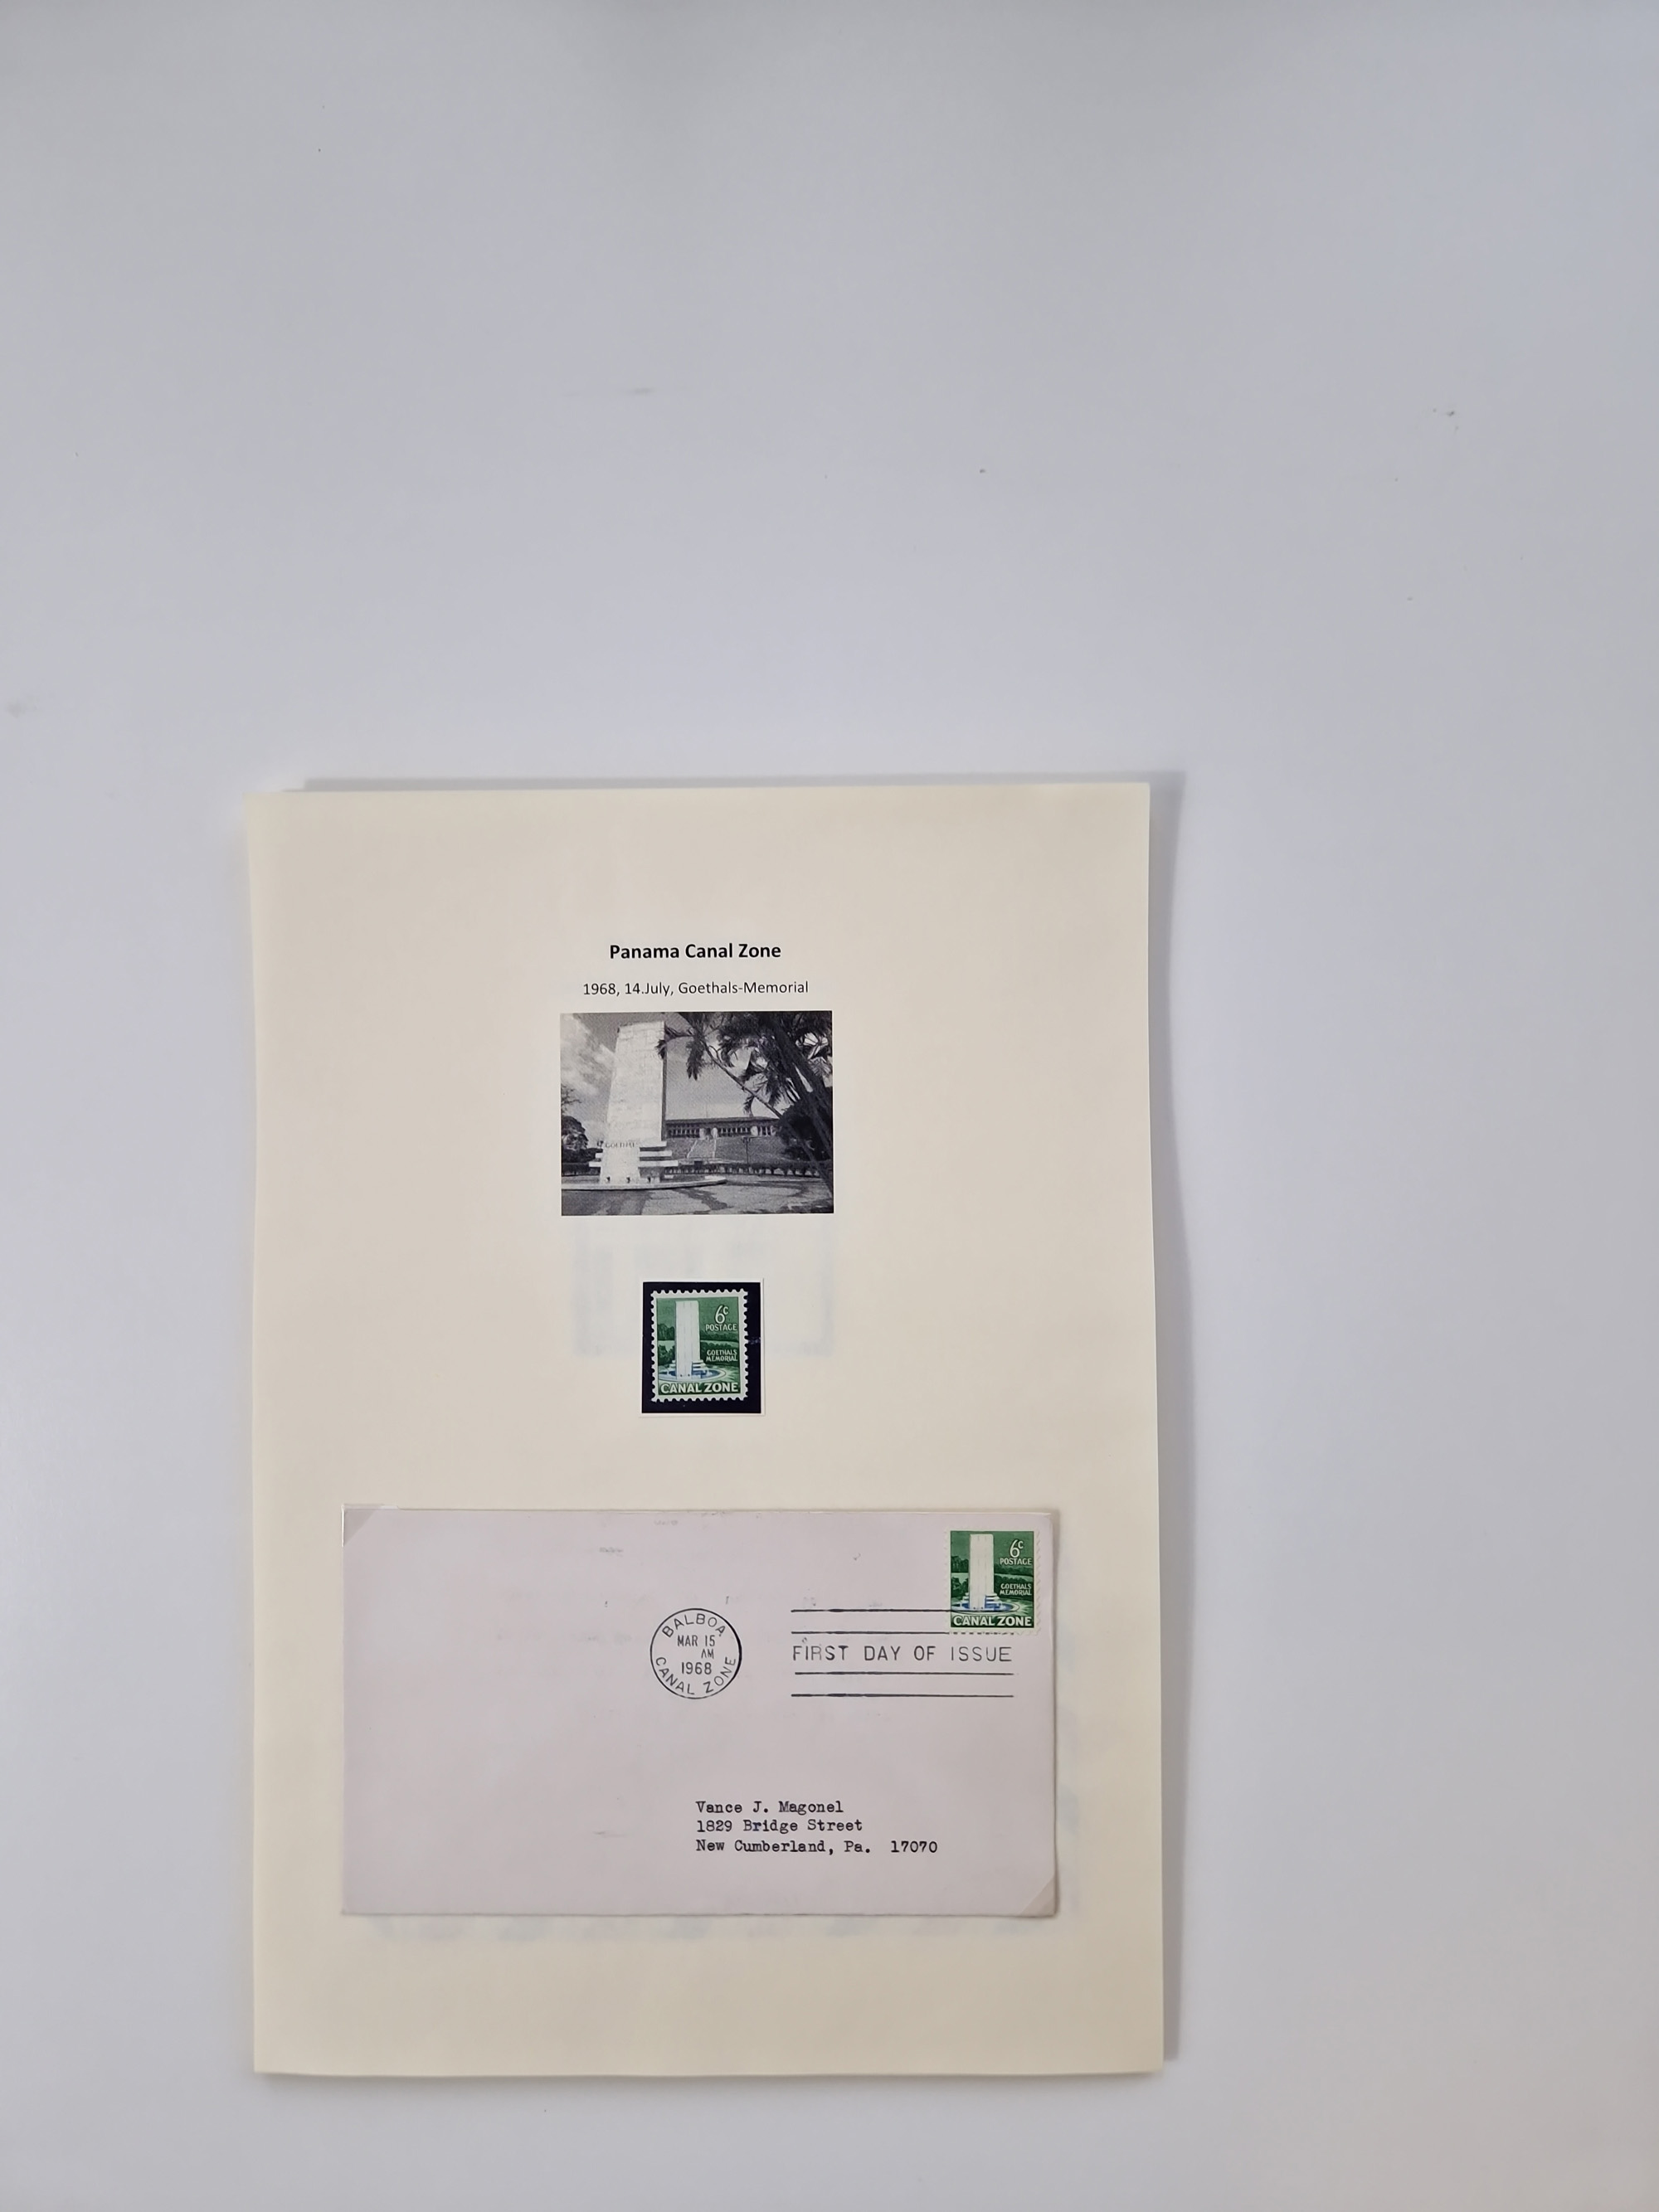 Panama Canal Zone
1968, 14.July, Goethals-Memorial
6c
POSTAGE
GOETHALS
MEMORIAL
CANAL ZONE
6c
POSTAGE
GOETHALS
MEMORIAL
CANAL ZONE
BALBOA
MAR 15
AM
1968
CANAL ZONE
FIRST DAY OF ISSUE
Vance J. Magonel
1829 Bridge Street
New Cumberland, Pa. 17070